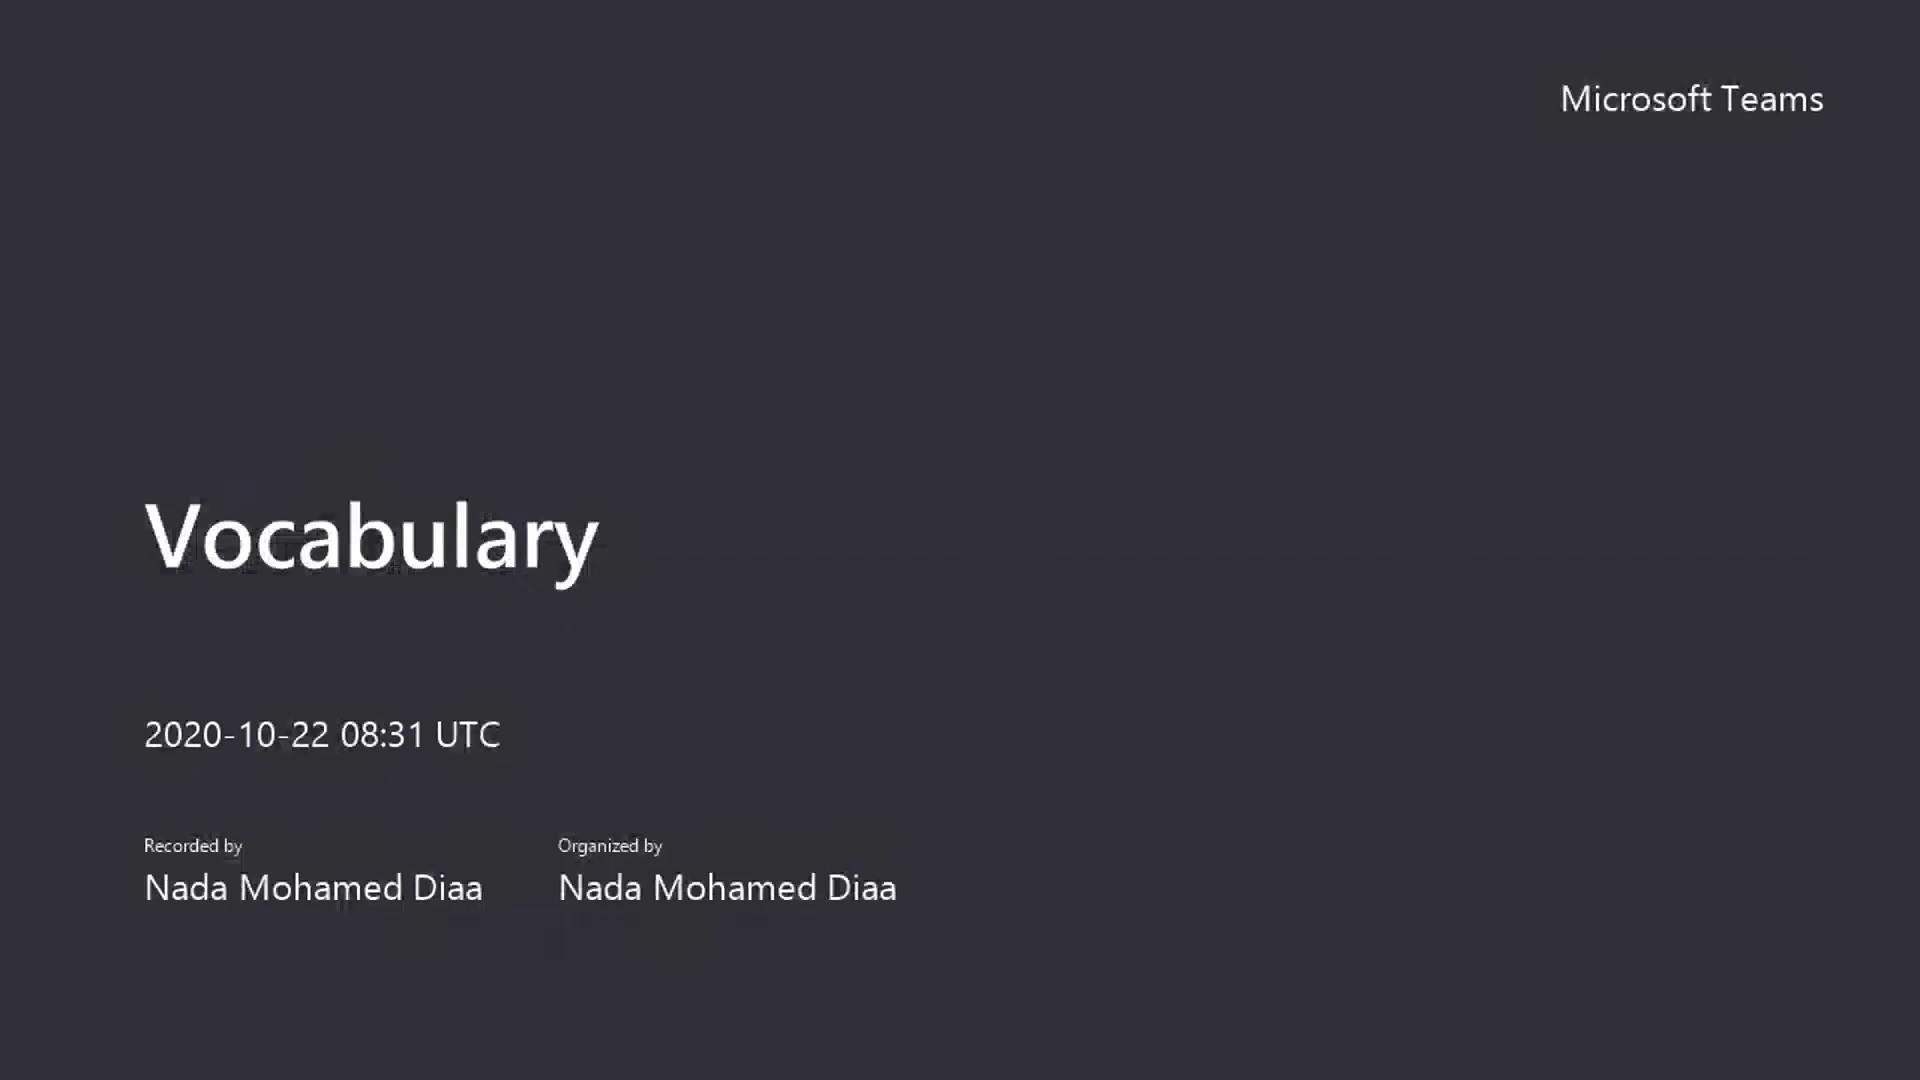 Microsoft Teams
Vocabulary
2020-10-22 08:31 UTC
Recorded by
Nada Mohamed Diaa
Organized by
Nada Mohamed Diaa